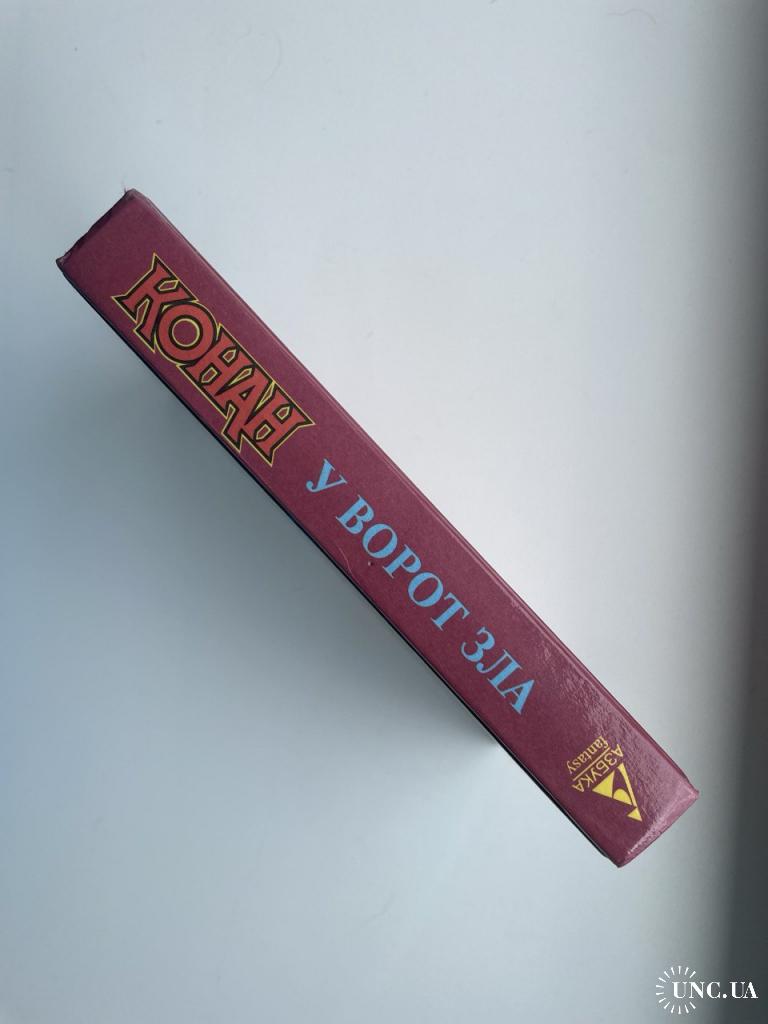 КОНАН
У ВОРОТ ЗЛА
АЗБУКА
fantasy
UNC.UA